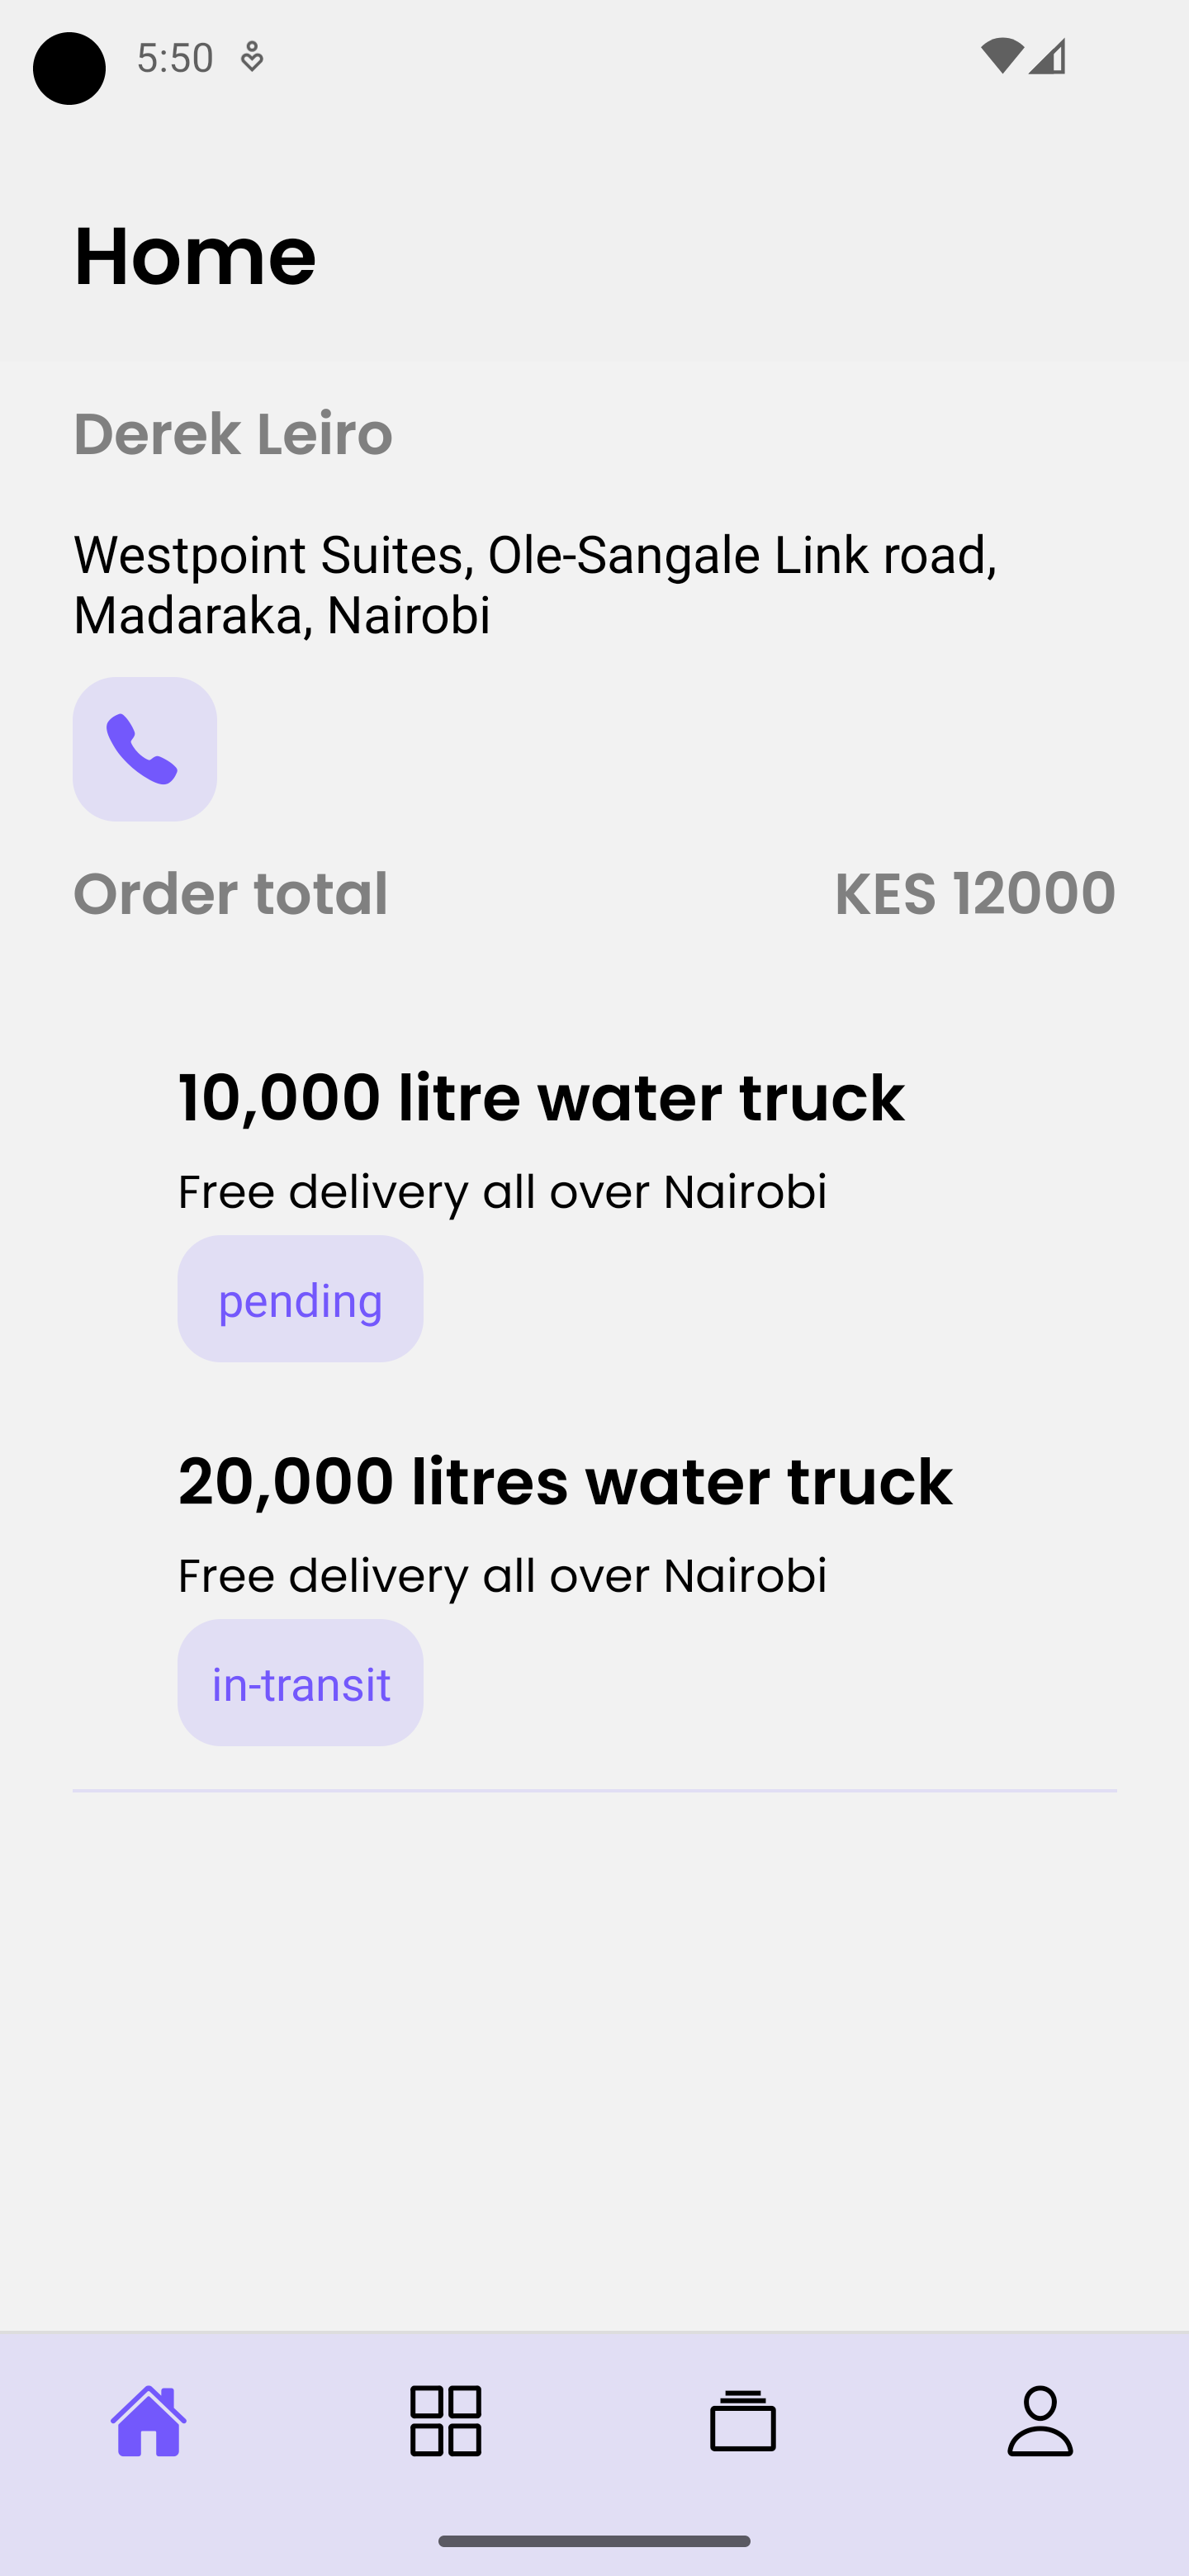 5:50
Home
Derek Leiro
Westpoint Suites, Ole-Sangale Link road,
Madaraka, Nairobi
Order total KES 12000
10,000 litre water truck
Free delivery all over Nairobi
pending
20,000 litres water truck
Free delivery all over Nairobi
in-transit